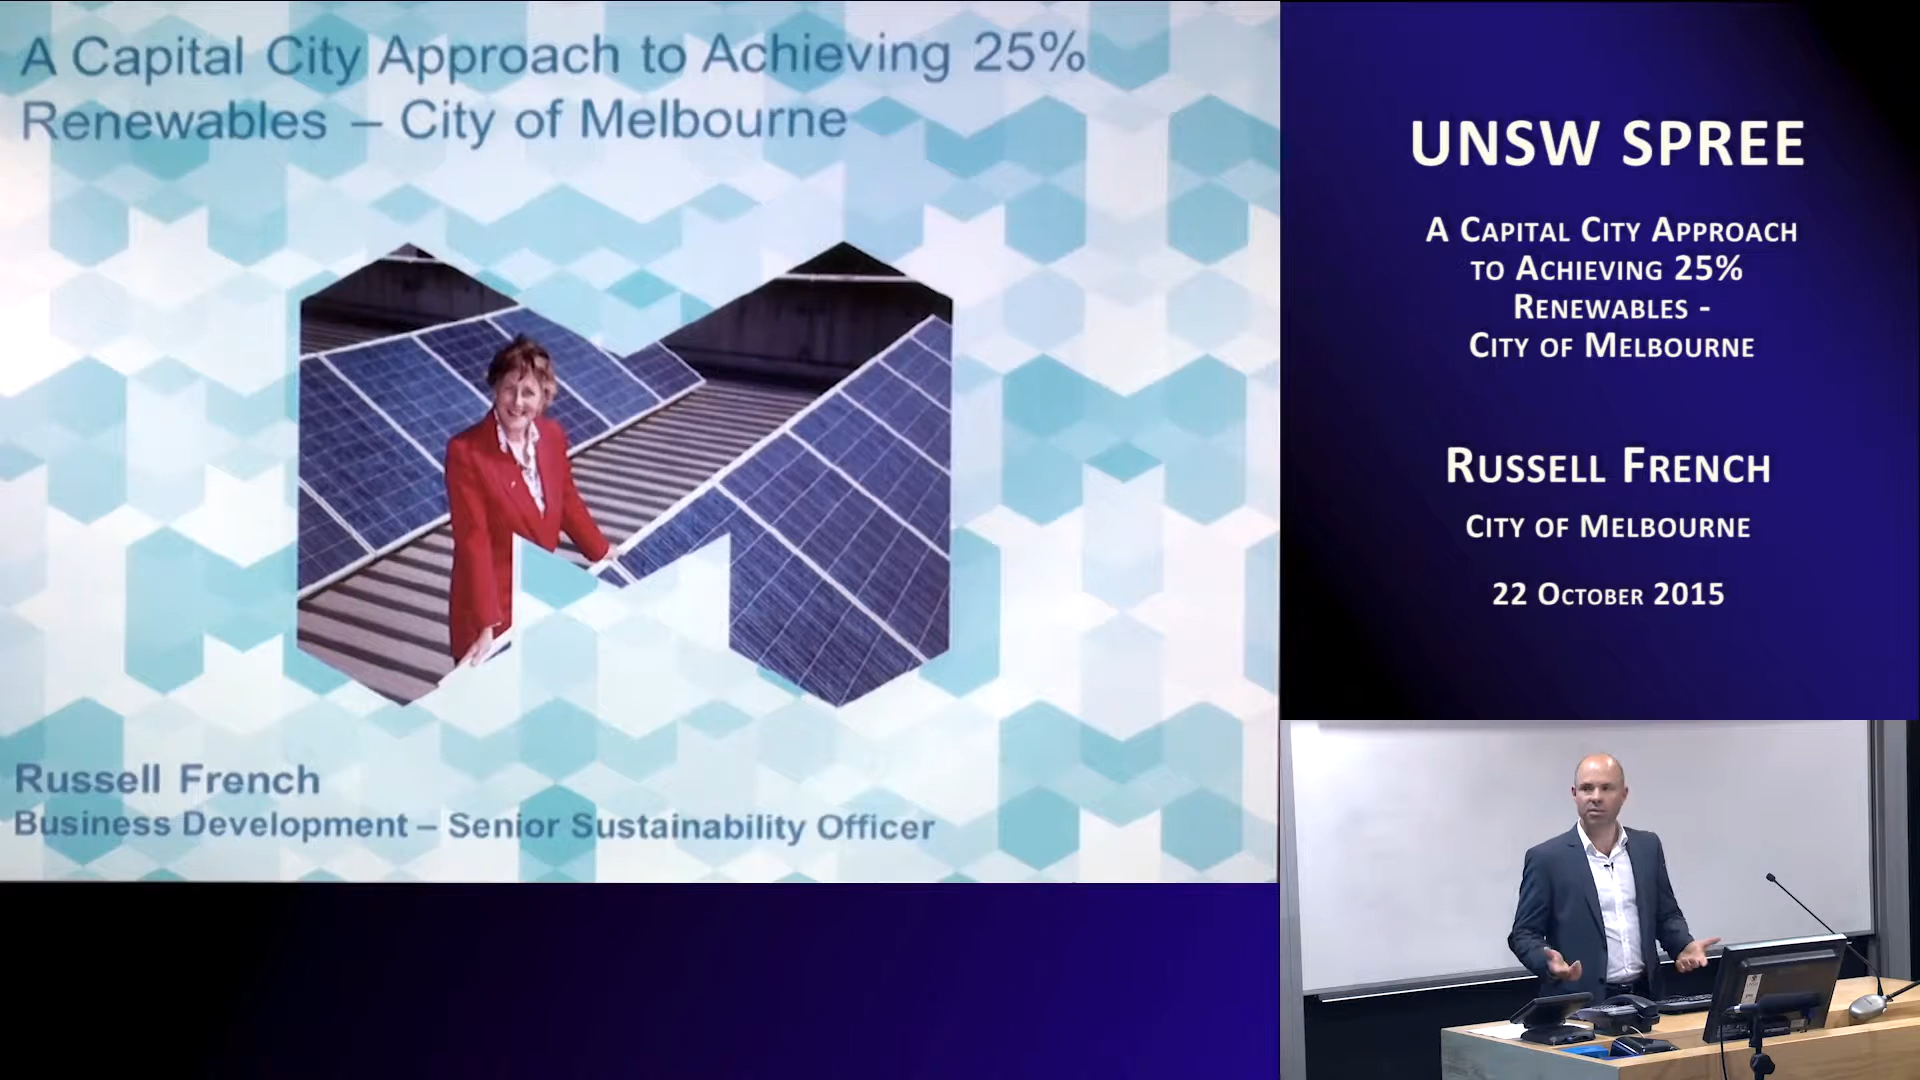 A Capital City Approach to Achieving 25%
Renewables – City of Melbourne
Russell French
Business Development – Senior Sustainability Officer
UNSW SPREE
A Capital City Approach
to Achieving 25%
Renewables -
City of Melbourne
Russell French
City of Melbourne
22 October 2015